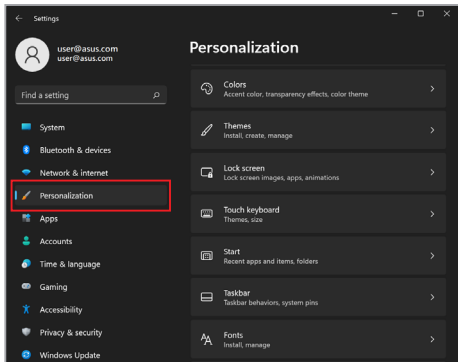 Settings
user@asus.com
user@asus.com
Find a setting
System
Bluetooth & devices
Network & internet
Personalization
Apps
Accounts
Time & language
Gaming
Accessibility
Privacy & security
Windows Update
Personalization
Colors
Accent color, transparency effects, color theme
Themes
Install, create, manage
Lock screen
Lock screen images, apps, animations
Touch keyboard
Themes, size
Start
Recent apps and items, folders
Taskbar
Taskbar behaviors, system pins
Fonts
Install, manage